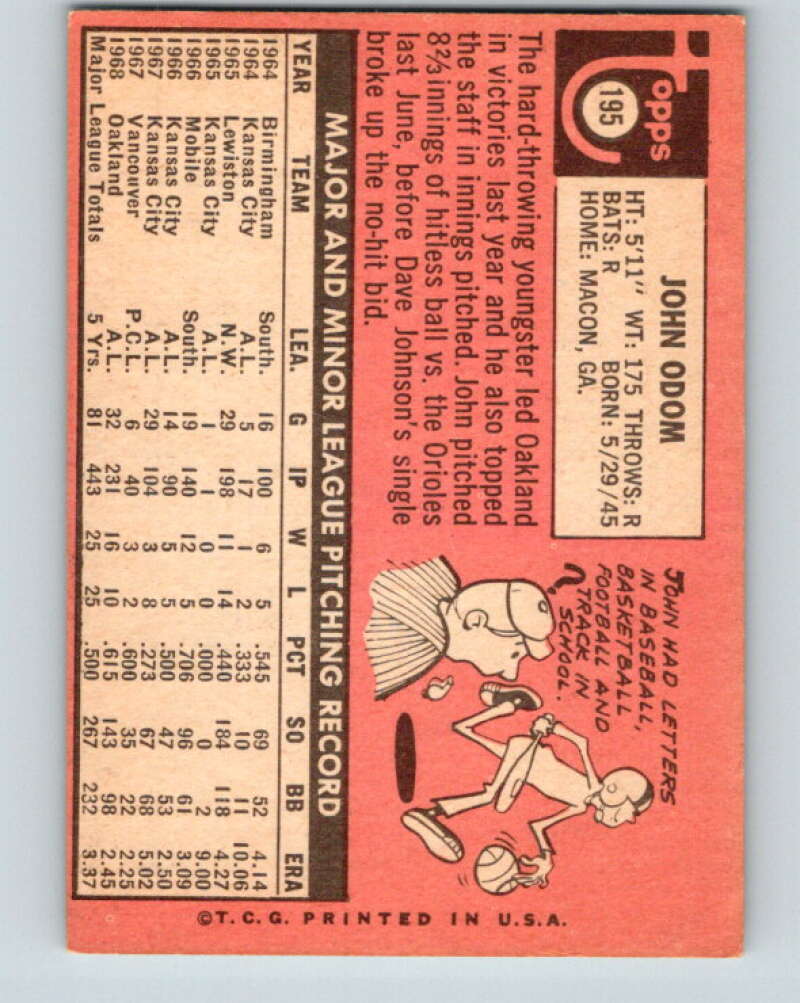 Topps
195
JOHN ODOM
HT: 5'11" WT: 175 THROWS: R
BATS: R BORN: 5/29/45
HOME: MACON, GA.
The hard-throwing youngster led Oakland
in victories last year and he also topped
the staff in innings pitched. John pitched
8⅔ innings of hitless ball vs. the Orioles
last June, before Dave Johnson's single
broke up the no-hit bid.
JOHN HAD LETTERS
IN BASEBALL,
BASKETBALL
FOOTBALL AND
TRACK IN
SCHOOL.
?
MAJOR AND MINOR LEAGUE PITCHING RECORD
YEAR TEAM LEA. G IP W L PCT SO BB ERA
1964 Birmingham South. 16 100 6 5 .545 69 52 4.14
1964 Kansas City A.L. 5 17 1 2 .333 10 11 10.06
1965 Lewiston N.W. 29 198 11 14 .440 184 118 4.27
1965 Kansas City A.L. 1 1 0 0 .000 0 2 9.00
1966 Mobile South. 19 140 12 5 .706 96 61 3.09
1966 Kansas City A.L. 14 90 5 5 .500 47 53 2.50
1967 Kansas City A.L. 29 104 3 8 .273 67 68 5.02
1967 Vancouver P.C.L. 6 40 3 2 .600 35 22 2.25
1968 Oakland A.L. 32 231 16 10 .615 143 98 2.45
Major League Totals 5 Yrs. 81 443 25 25 .500 267 232 3.37
©T.C.G. PRINTED IN U.S.A.